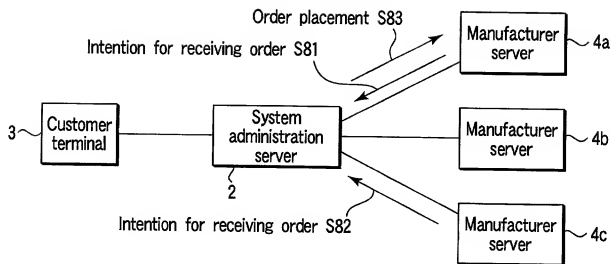 Order placement S83
Intention for receiving order S81
Manufacturer
server
4a
3
Customer
terminal
System
administration
server
2
Manufacturer
server
4b
Intention for receiving order S82
Manufacturer
server
4c